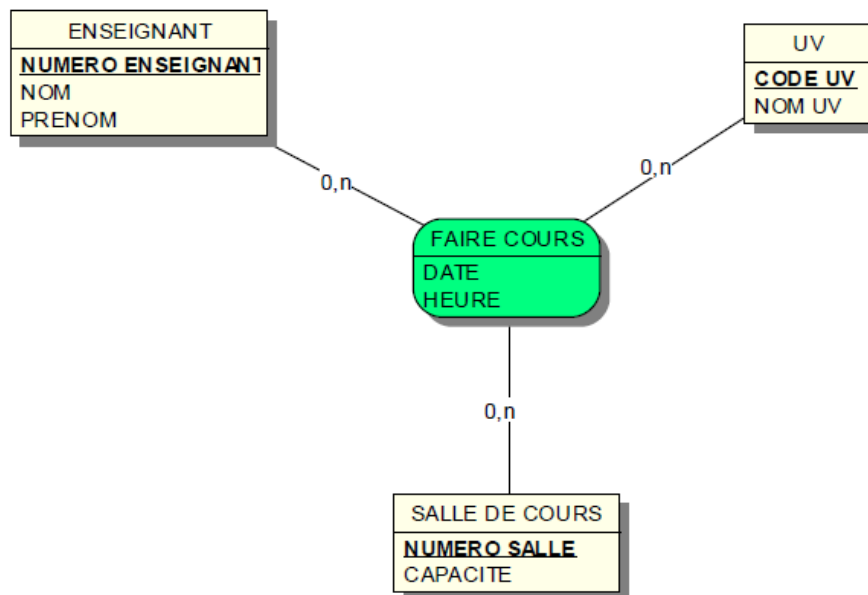 ENSEIGNANT
NUMERO ENSEIGNANT
NOM
PRENOM
UV
CODE UV
NOM UV
0,n
0,n
FAIRE COURS
DATE
HEURE
0,n
SALLE DE COURS
NUMERO SALLE
CAPACITE